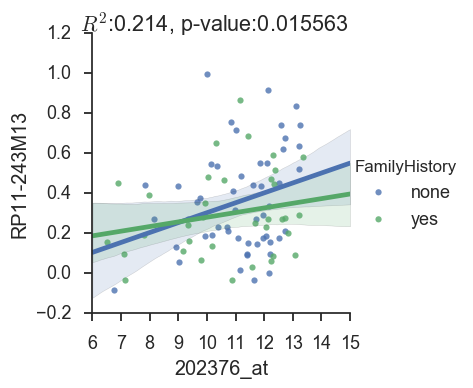 R²:0.214, p-value:0.015563
1.2
1.0
0.8
0.6
0.4
0.2
0.0
−0.2
RP11-243M13
6 7 8 9 10 11 12 13 14 15
202376_at
FamilyHistory
none
yes